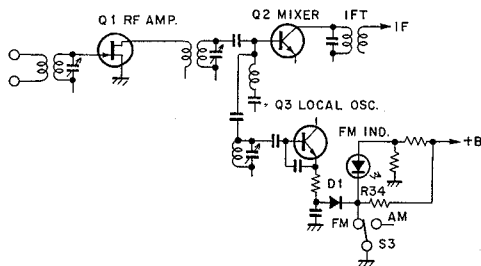 Q1 RF AMP.
Q2 MIXER
IFT
IF
Q3 LOCAL OSC.
FM IND.
+B
D1
R34
FM
AM
S3